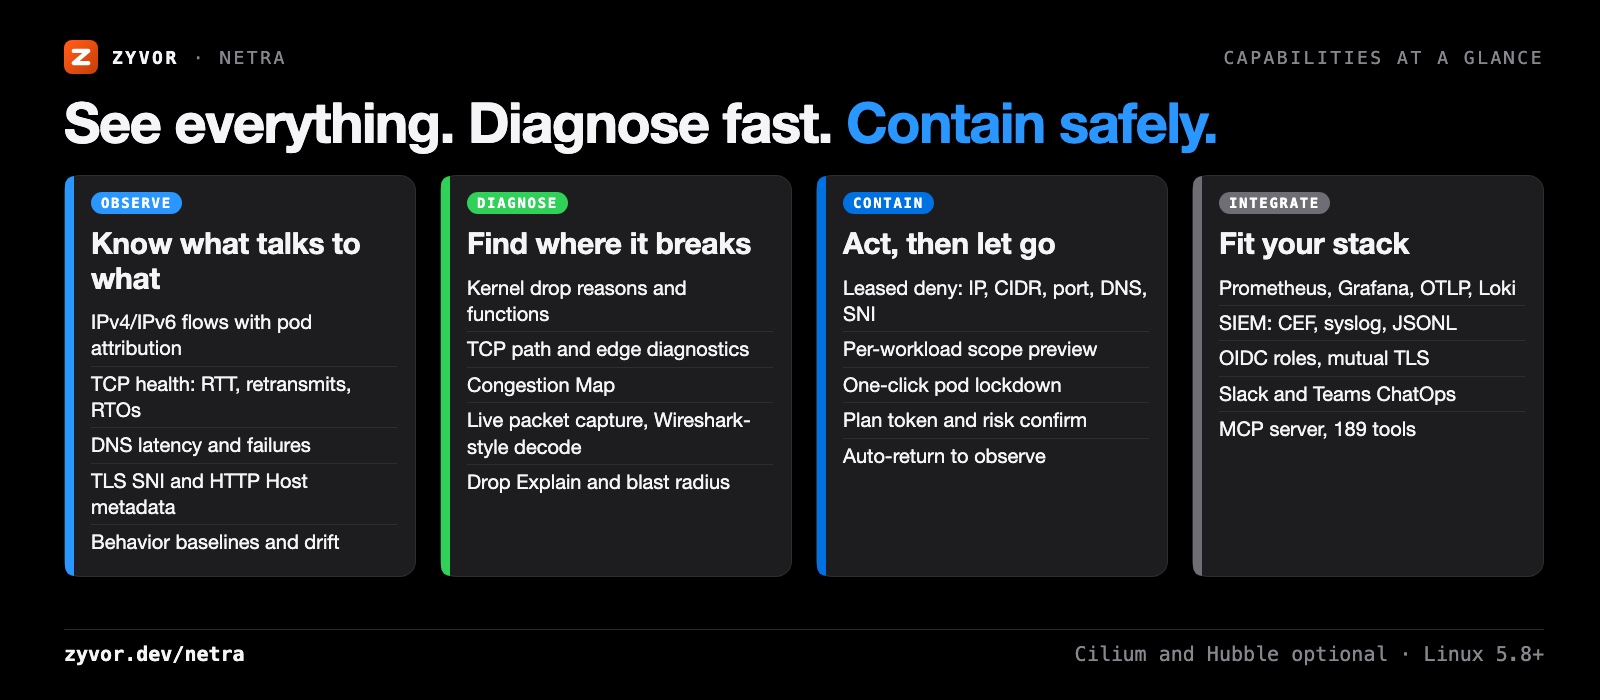 ZYVOR · NETRA
CAPABILITIES AT A GLANCE
See everything. Diagnose fast. Contain safely.
OBSERVE
Know what talks to
what
IPv4/IPv6 flows with pod
attribution
TCP health: RTT, retransmits,
RTOs
DNS latency and failures
TLS SNI and HTTP Host
metadata
Behavior baselines and drift
DIAGNOSE
Find where it breaks
Kernel drop reasons and
functions
TCP path and edge diagnostics
Congestion Map
Live packet capture, Wireshark-
style decode
Drop Explain and blast radius
CONTAIN
Act, then let go
Leased deny: IP, CIDR, port, DNS,
SNI
Per-workload scope preview
One-click pod lockdown
Plan token and risk confirm
Auto-return to observe
INTEGRATE
Fit your stack
Prometheus, Grafana, OTLP, Loki
SIEM: CEF, syslog, JSONL
OIDC roles, mutual TLS
Slack and Teams ChatOps
MCP server, 189 tools
zyvor.dev/netra
Cilium and Hubble optional · Linux 5.8+